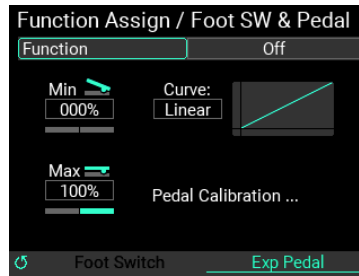 Function Assign / Foot SW & Pedal
Function Off
Min
000%
Curve:
Linear
Max
100%
Pedal Calibration ...
Foot Switch Exp Pedal